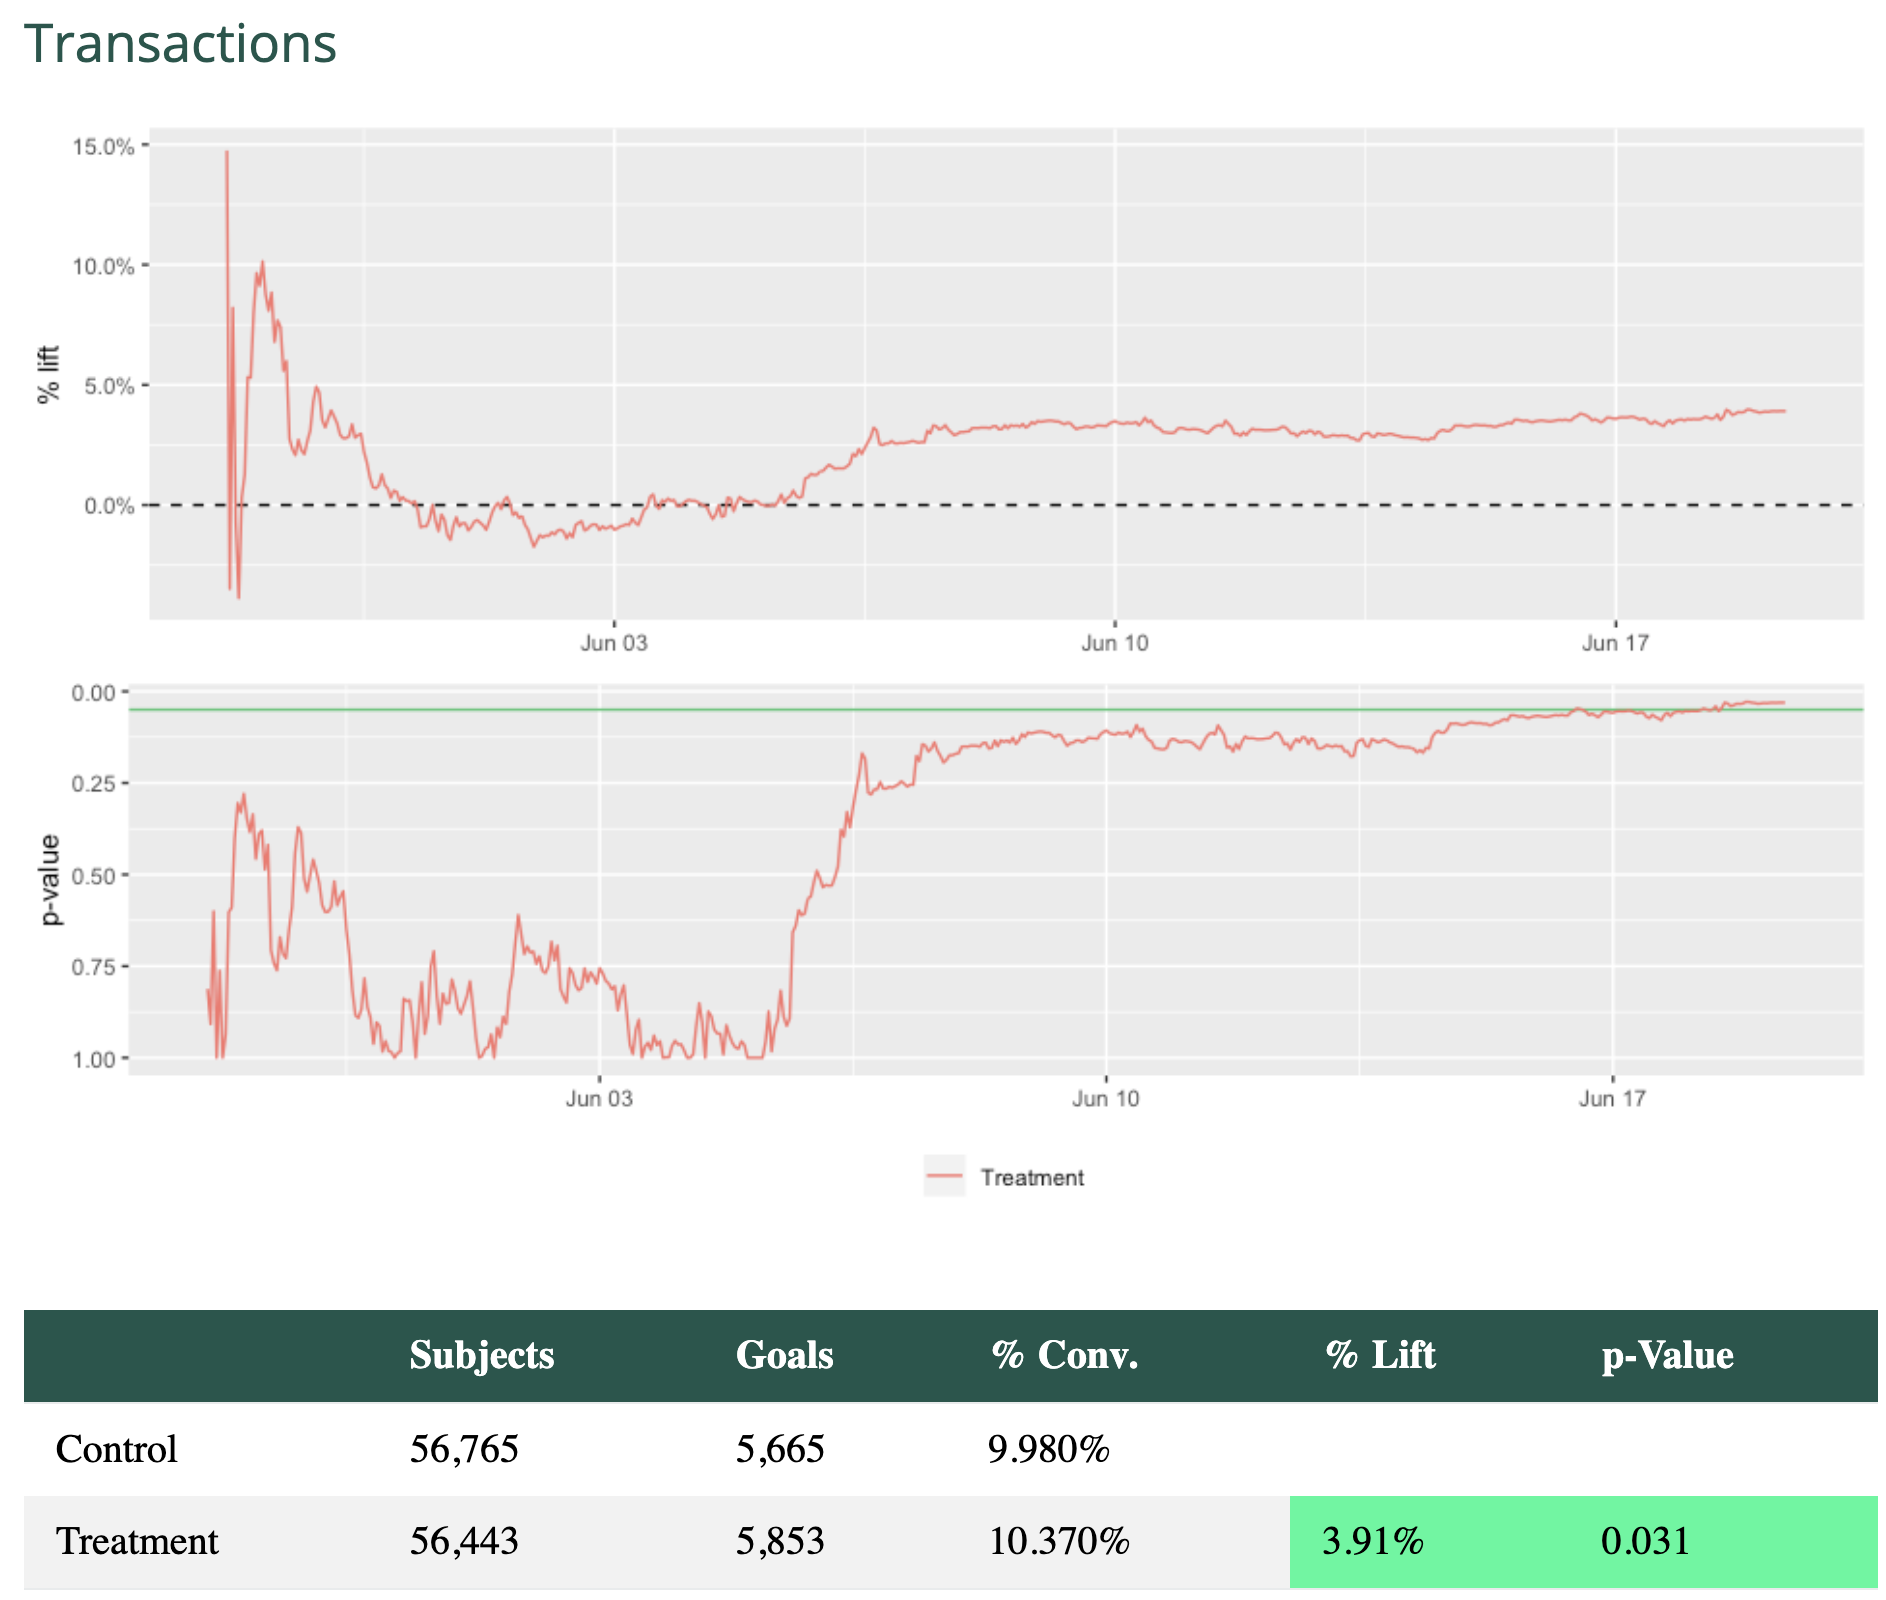 Transactions
15.0%
10.0%
5.0%
0.0%
% lift
Jun 03 Jun 10 Jun 17
0.00
0.25
0.50
0.75
1.00
p-value
Jun 03 Jun 10 Jun 17
Treatment
Subjects Goals % Conv. % Lift p-Value
Control 56,765 5,665 9.980%
Treatment 56,443 5,853 10.370% 3.91% 0.031